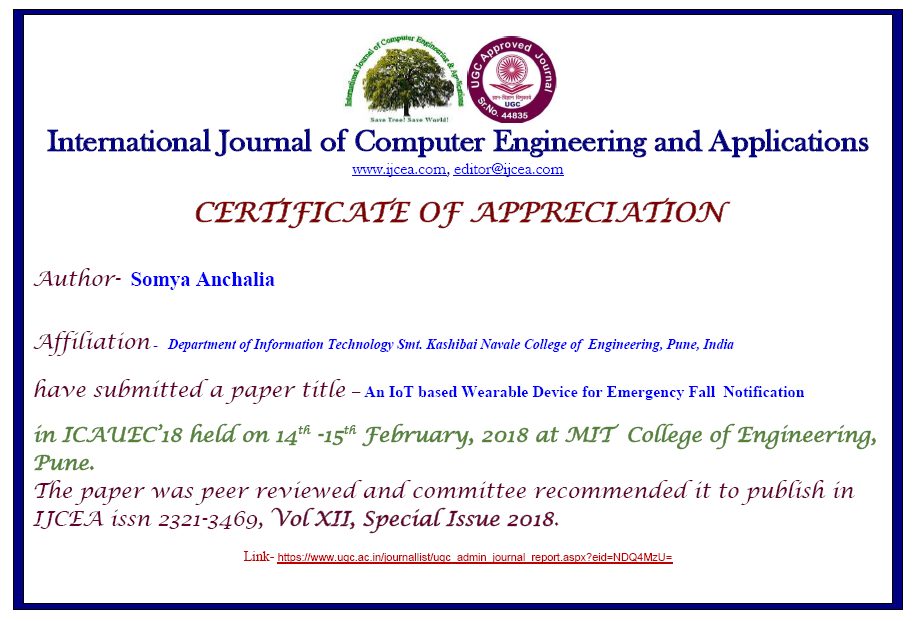 International Journal of Computer Engineering & Applications
Save Tree! Save World!
UGC Approved Journal
ज्ञान-विज्ञान विमुक्तये
UGC
Sr.No. 44835
International Journal of Computer Engineering and Applications
www.ijcea.com, editor@ijcea.com
CERTIFICATE OF APPRECIATION
Author- Somya Anchalia
Affiliation - Department of Information Technology Smt. Kashibai Navale College of Engineering, Pune, India
have submitted a paper title – An IoT based Wearable Device for Emergency Fall Notification
in ICAUEC’18 held on 14th -15th February, 2018 at MIT College of Engineering,
Pune.
The paper was peer reviewed and committee recommended it to publish in
IJCEA issn 2321-3469, Vol XII, Special Issue 2018.
Link- https://www.ugc.ac.in/journallist/ugc_admin_journal_report.aspx?eid=NDQ4MzU=